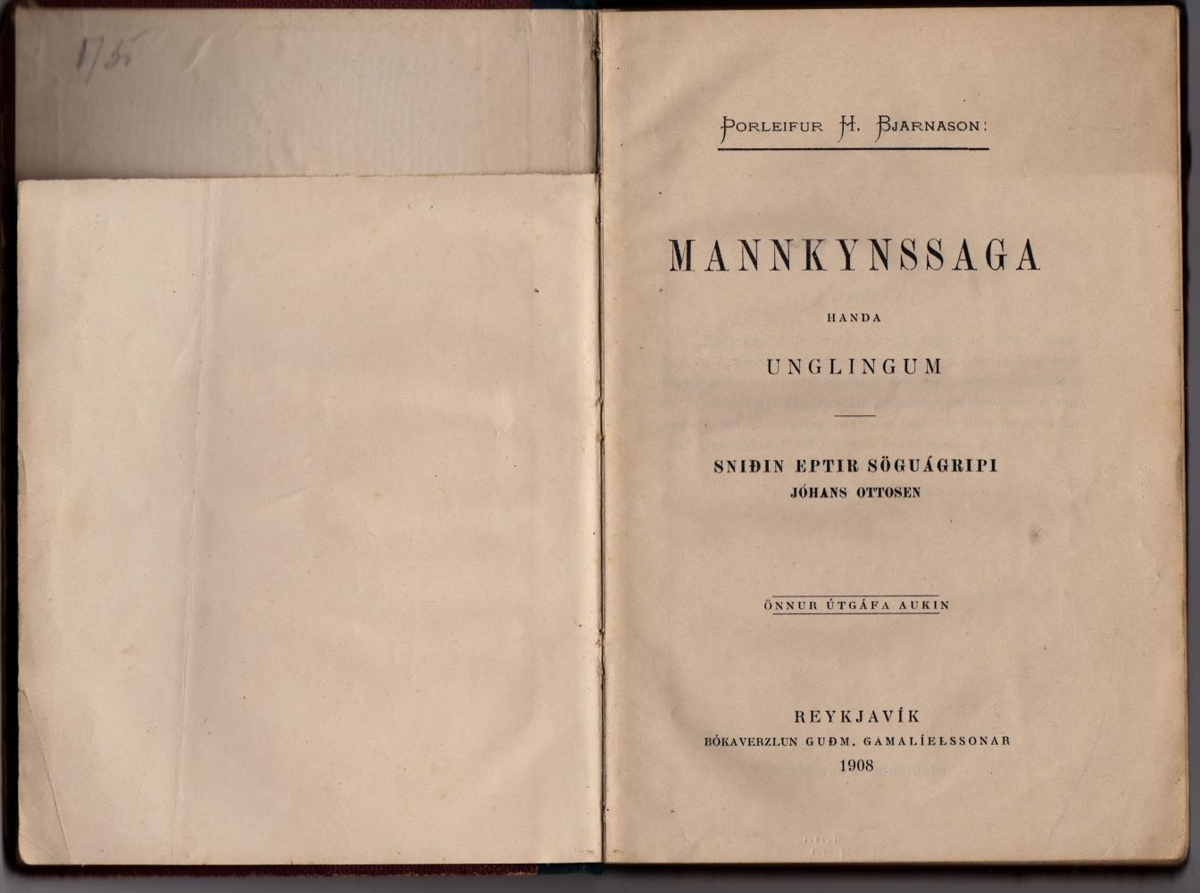 1/50
ÞORLEIFUR H. BJARNASON:
MANNKYNSSAGA
HANDA
UNGLINGUM
SNIÐIN EPTIR SÖGUÁGRIPI
JÓHANS OTTOSEN
ÖNNUR ÚTGÁFA AUKIN
REYKJAVÍK
BÓKAVERZLUN GUÐM. GAMALÍELSSONAR
1908